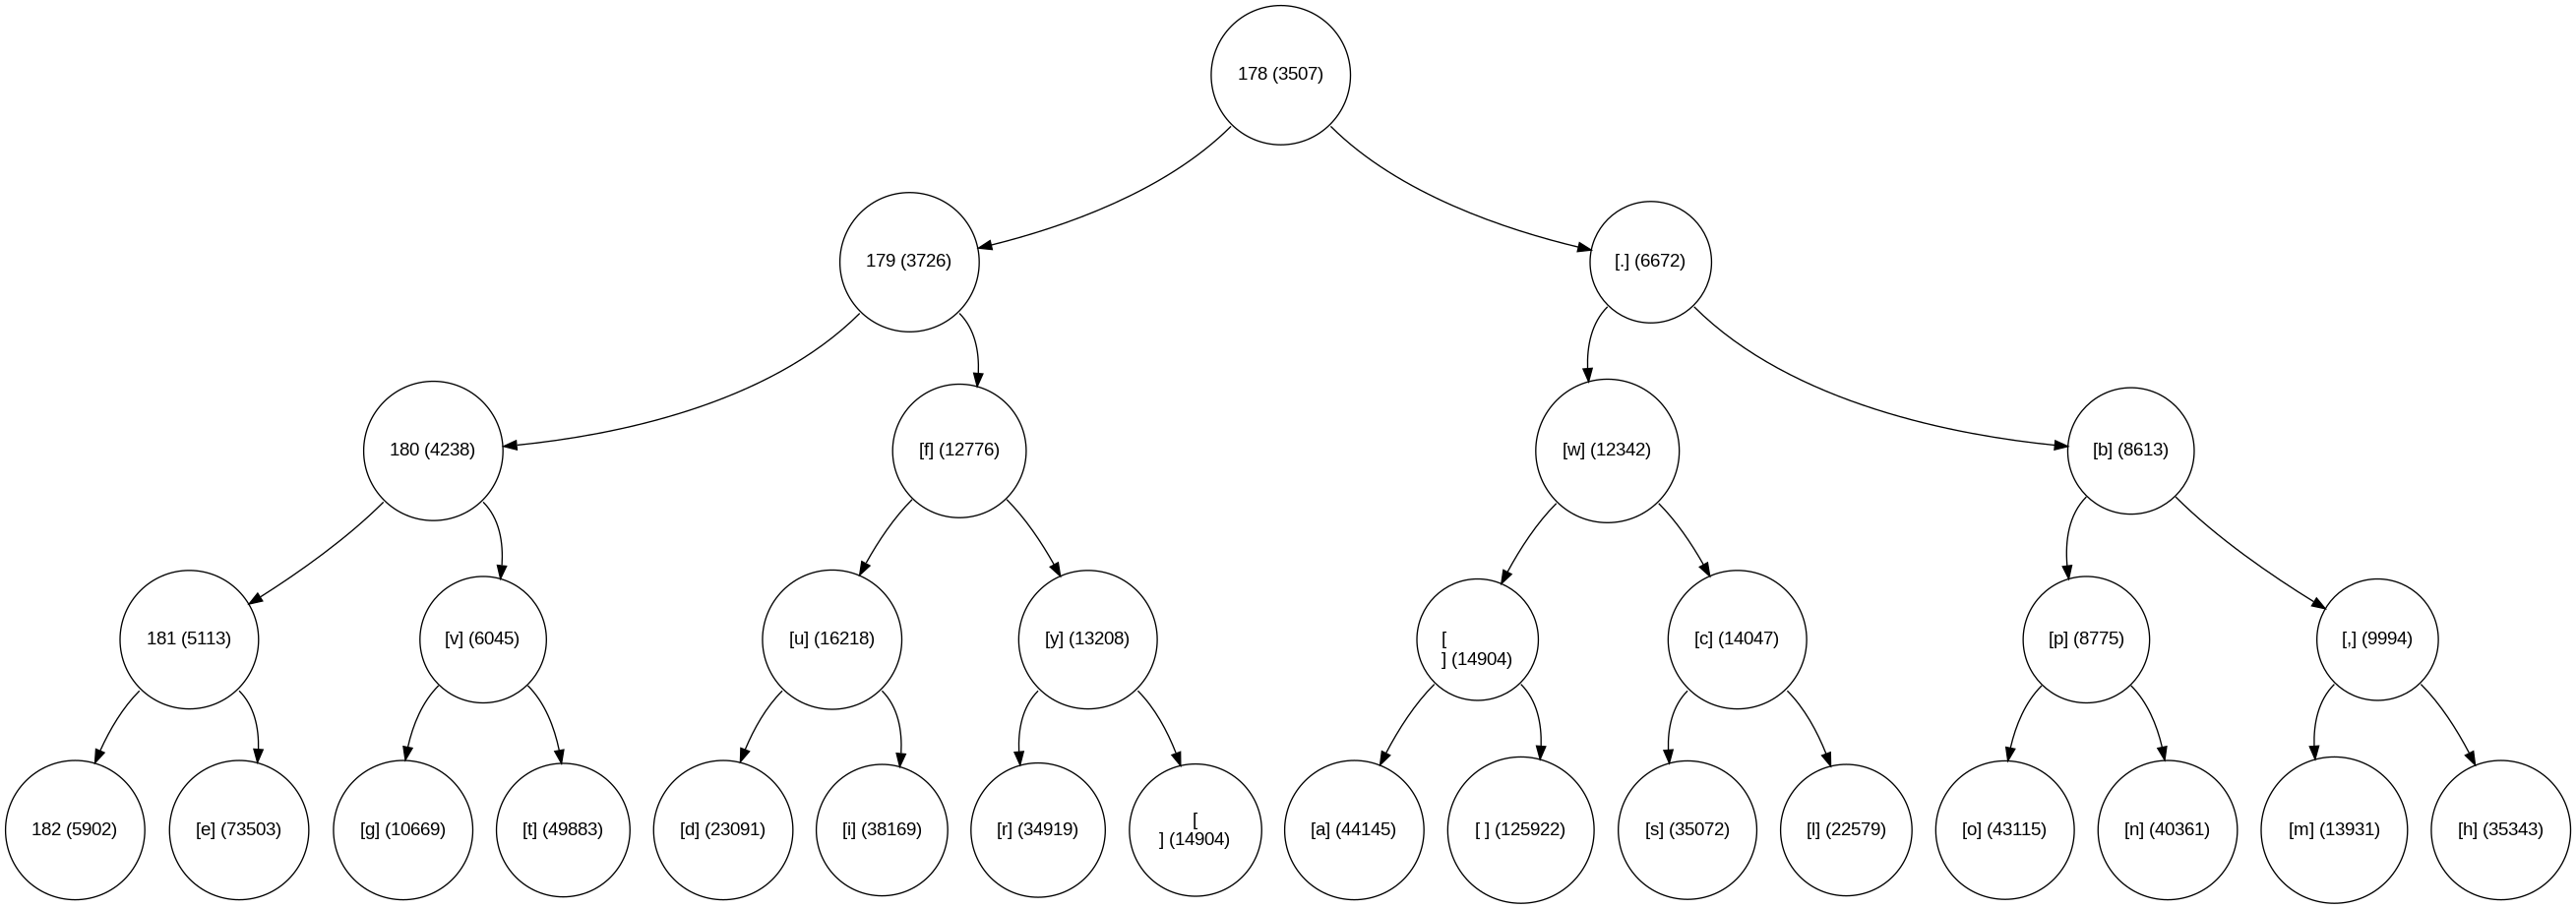 178 (3507)
179 (3726)
[.] (6672)
180 (4238)
[f] (12776)
[w] (12342)
[b] (8613)
181 (5113)
[v] (6045)
[u] (16218)
[y] (13208)
[
] (14904)
[c] (14047)
[p] (8775)
[,] (9994)
182 (5902)
[e] (73503)
[g] (10669)
[t] (49883)
[d] (23091)
[i] (38169)
[r] (34919)
[
] (14904)
[a] (44145)
[ ] (125922)
[s] (35072)
[l] (22579)
[o] (43115)
[n] (40361)
[m] (13931)
[h] (35343)